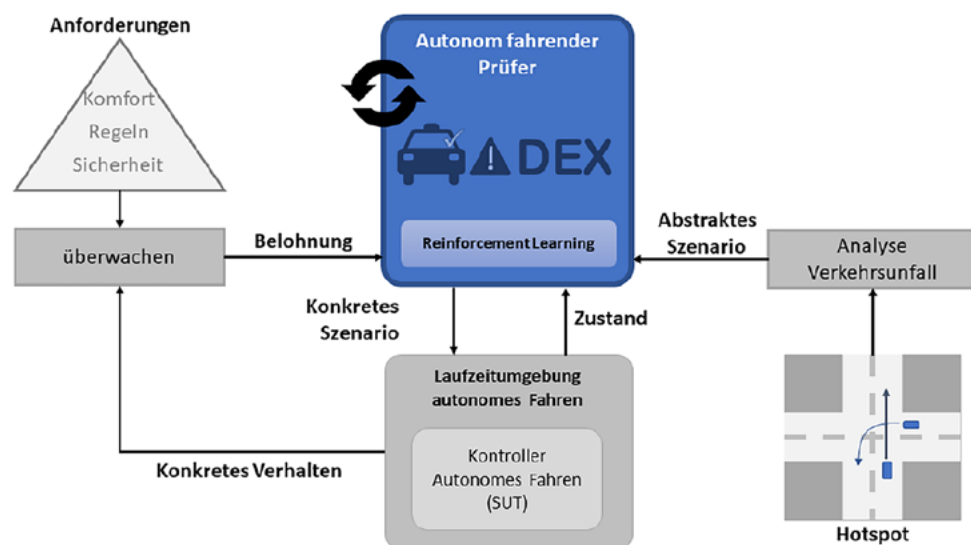 Anforderungen
Komfort
Regeln
Sicherheit
überwachen
Belohnung
Autonom fahrender
Prüfer
DEX
Reinforcement Learning
Abstraktes
Szenario
Analyse
Verkehrsunfall
Konkretes
Szenario
Zustand
Laufzeitumgebung
autonomes Fahren
Kontroller
Autonomes Fahren
(SUT)
Konkretes Verhalten
Hotspot